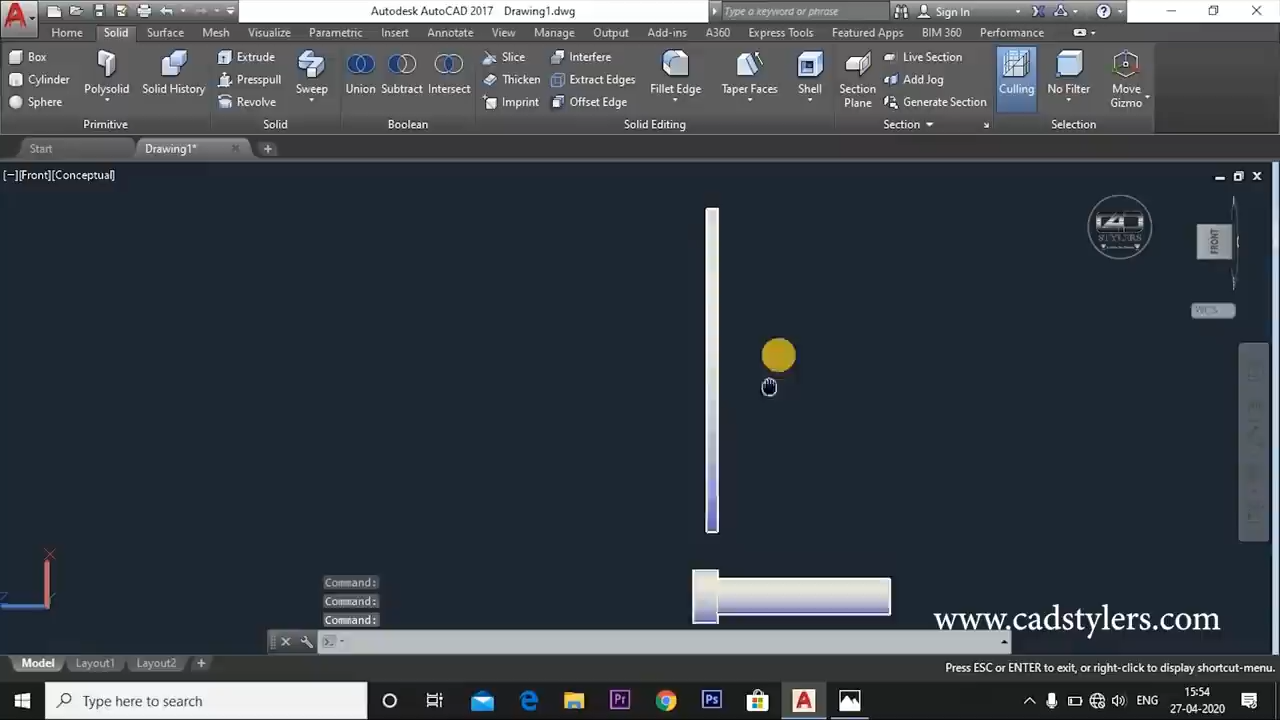 Autodesk AutoCAD 2017 Drawing1.dwg
Type a keyword or phrase
Sign In
Home Solid Surface Mesh Visualize Parametric Insert Annotate View Manage Output Add-ins A360 Express Tools Featured Apps BIM 360 Performance
Box
Cylinder
Sphere
Polysolid
Solid History
Primitive
Extrude
Presspull
Revolve
Sweep
Solid
Union
Subtract
Intersect
Boolean
Slice
Thicken
Imprint
Interfere
Extract Edges
Offset Edge
Fillet Edge
Taper Faces
Shell
Solid Editing
Section Plane
Live Section
Add Jog
Generate Section
Section
Culling
No Filter
Move Gizmo
Selection
Start
Drawing1*
[−][Front][Conceptual]
STYLERS
FRONT
WCS
X
Command:
Command:
Command:
www.cadstylers.com
Model Layout1 Layout2
Press ESC or ENTER to exit, or right-click to display shortcut-menu.
Type here to search
ENG
15:54
27-04-2020